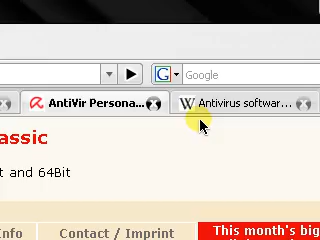 G Google
AntiVir Persona... W Antivirus softwar...
assic
t and 64Bit
Info Contact / Imprint This month's big